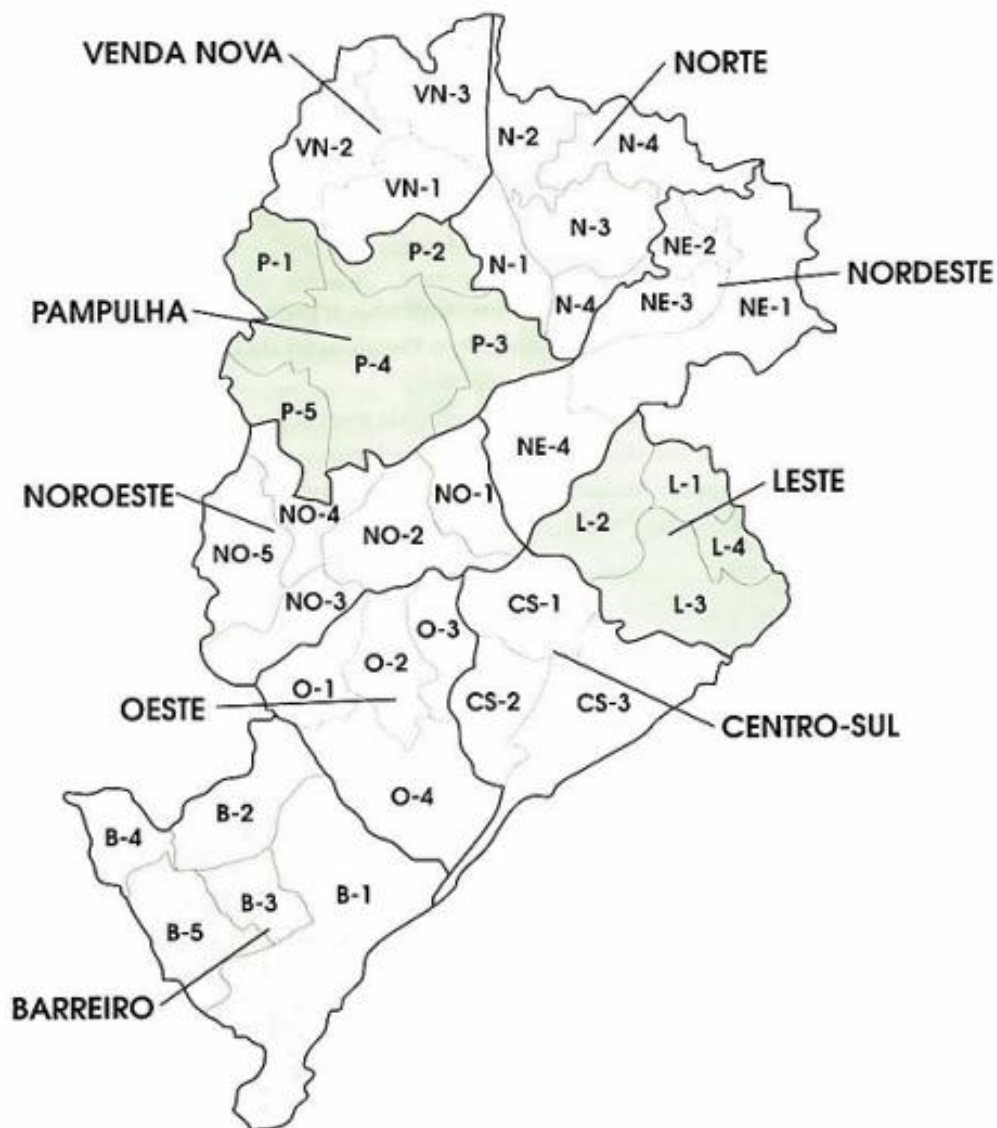 VENDA NOVA
NORTE
VN-3
VN-2
N-2
N-4
VN-1
P-1
P-2
N-1
N-3
NE-2
NORDESTE
PAMPULHA
P-4
P-3
N-4
NE-3
NE-1
P-5
NE-4
NOROESTE
NO-4
NO-1
L-1
LESTE
NO-5
NO-2
L-2
L-4
NO-3
CS-1
L-3
O-3
O-2
O-1
OESTE
CS-2
CS-3
CENTRO-SUL
O-4
B-4
B-2
B-3
B-1
B-5
BARREIRO